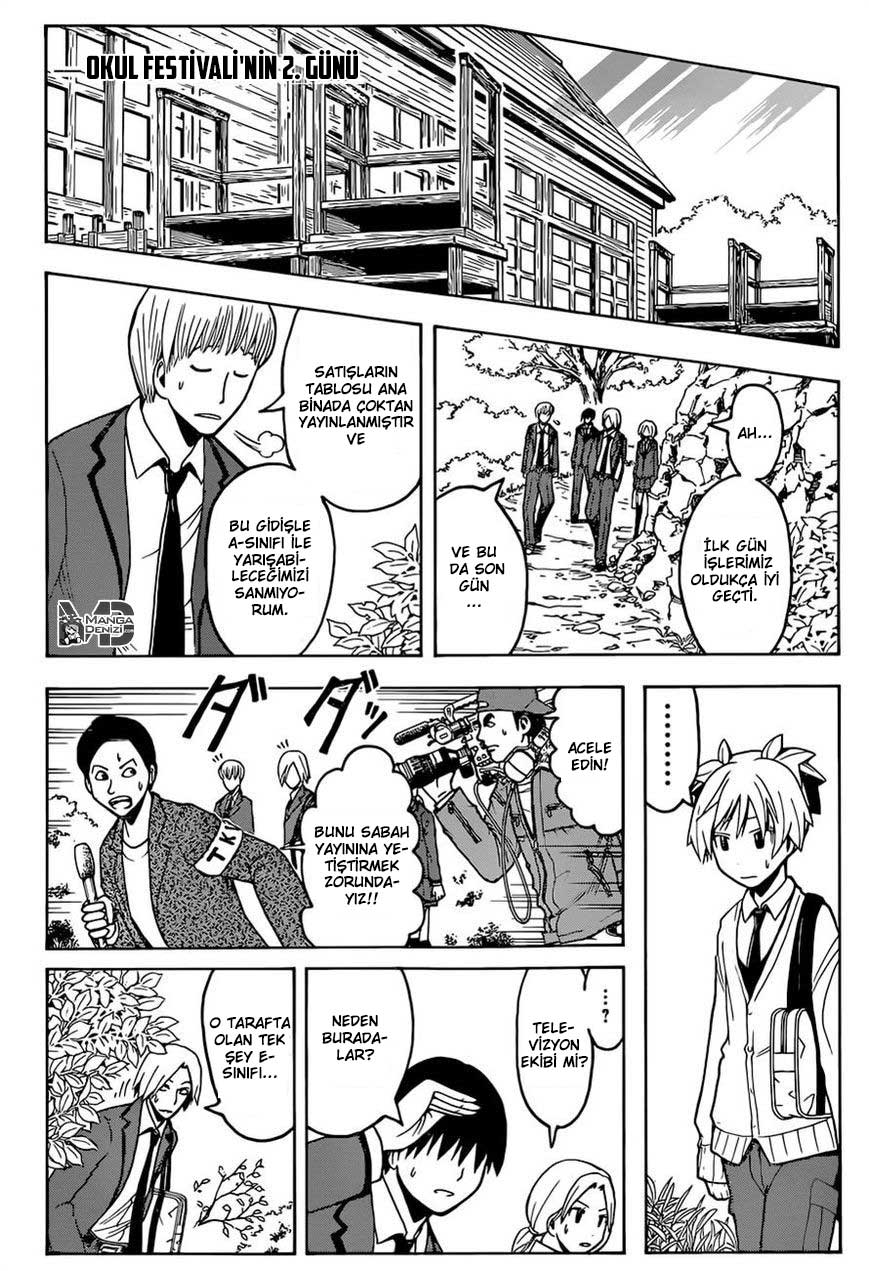 OKUL FESTİVALİ'NİN 2. GÜNÜ
AH...
İLK GÜN
İŞLERİMİZ
OLDUKÇA İYİ
GEÇTİ.
VE BU
DA SON
GÜN
...
SATIŞLARIN
TABLOSU ANA
BİNADA ÇOKTAN
YAYINLANMIŞTIR
VE
BU GİDİŞLE
A-SINIFI İLE
YARIŞABİ-
LECEĞİMİZİ
SANMIYO-
RUM.
MD
MANGA
DENİZİ
........
ACELE
EDİN!
ダダッ
BUNU SABAH
YAYININA YE-
TİŞTİRMEK
ZORUNDA-
YIZ!!
TKV
...?
TELE-
VİZYON
EKİBİ Mİ?
NEDEN
BURADA-
LAR?
O TARAFTA
OLAN TEK
ŞEY E-
SINIFI...